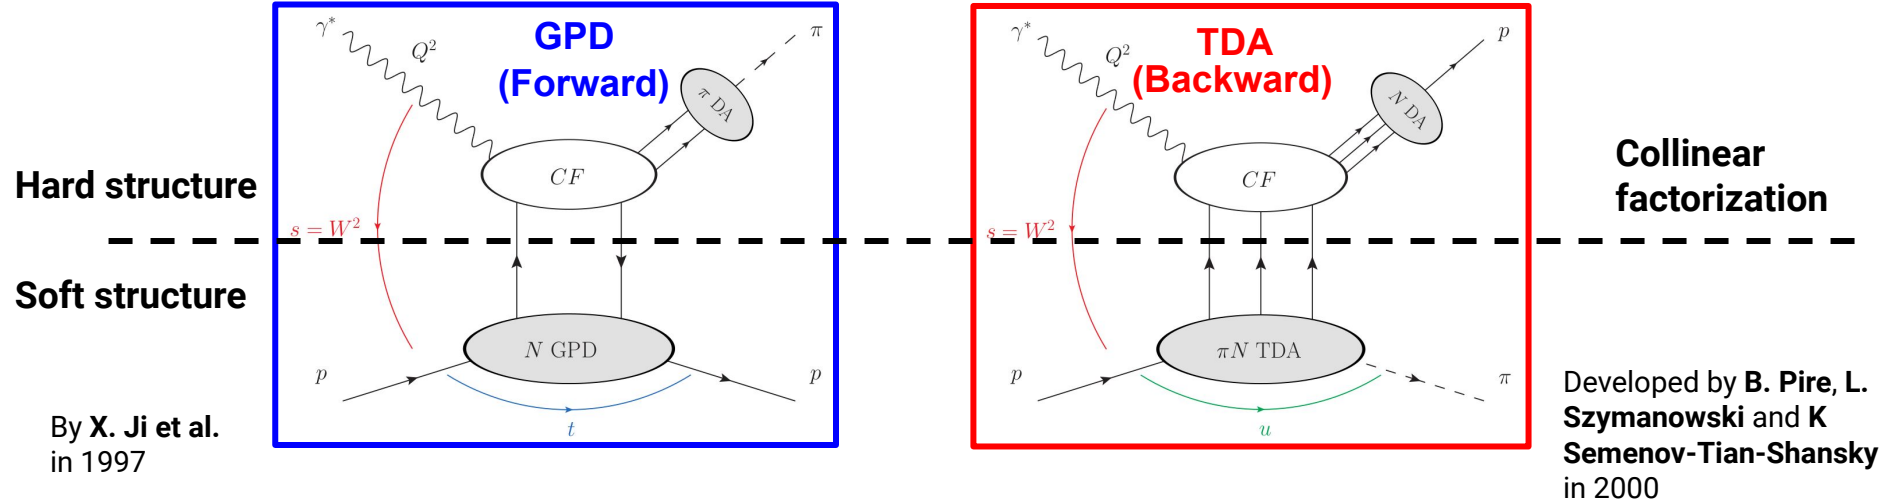 Hard structure
Soft structure
By X. Ji et al.
in 1997
γ*
Q²
GPD
(Forward)
π
π DA
CF
s = W²
N GPD
p
p
t
γ*
Q²
TDA
(Backward)
p
N DA
CF
s = W²
πN TDA
p
π
u
Collinear
factorization
Developed by B. Pire, L.
Szymanowski and K
Semenov-Tian-Shansky
in 2000